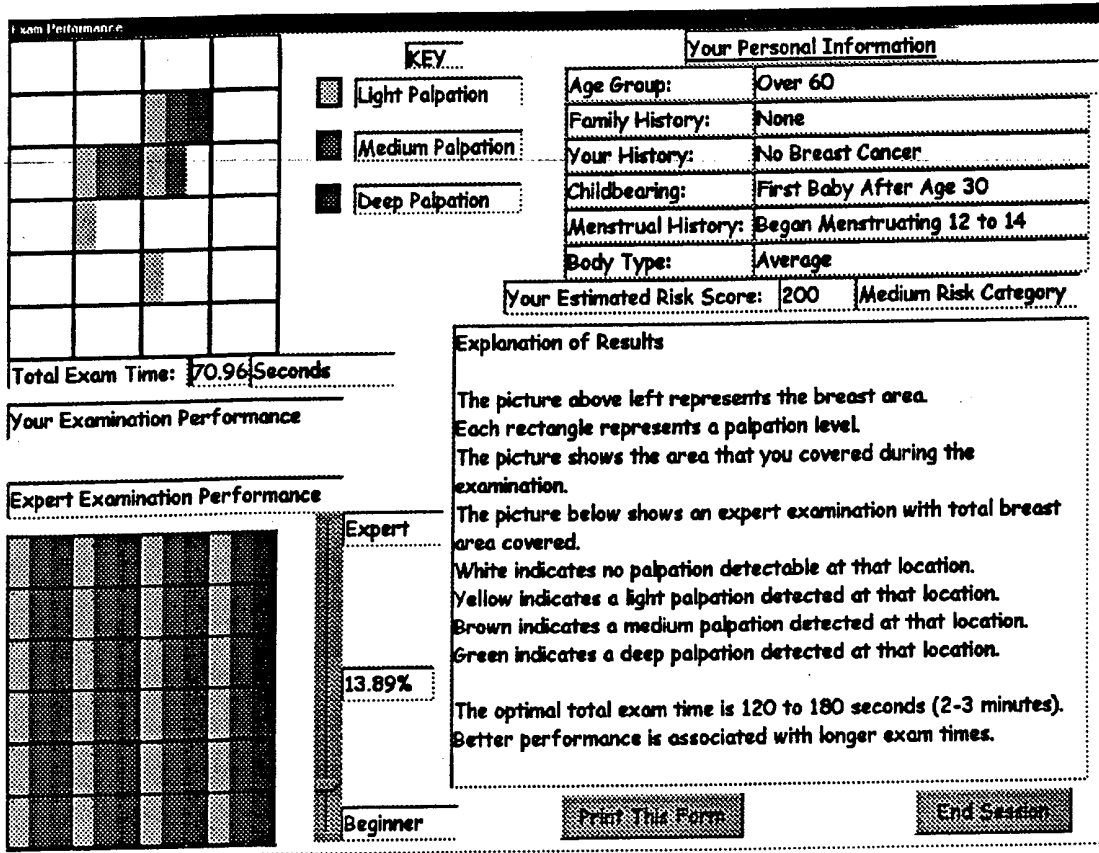 Exam Performance
KEY
Light Palpation
Medium Palpation
Deep Palpation
Your Personal Information
Age Group: Over 60
Family History: None
Your History: No Breast Cancer
Childbearing: First Baby After Age 30
Menstrual History: Began Menstruating 12 to 14
Body Type: Average
Your Estimated Risk Score: 200 Medium Risk Category
Total Exam Time: 70.96 Seconds
Your Examination Performance
Expert Examination Performance
Expert
13.89%
Beginner
Explanation of Results
The picture above left represents the breast area.
Each rectangle represents a palpation level.
The picture shows the area that you covered during the
examination.
The picture below shows an expert examination with total breast
area covered.
White indicates no palpation detectable at that location.
Yellow indicates a light palpation detected at that location.
Brown indicates a medium palpation detected at that location.
Green indicates a deep palpation detected at that location.
The optimal total exam time is 120 to 180 seconds (2-3 minutes).
Better performance is associated with longer exam times.
Print This Form
End Session